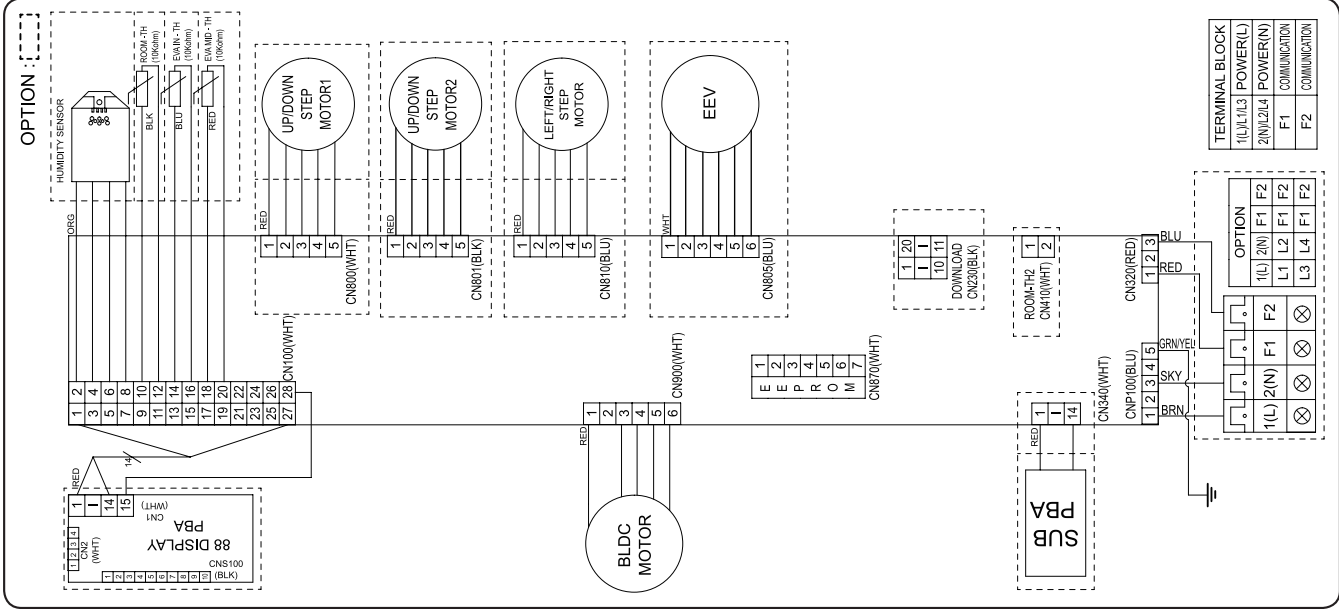 OPTION :
HUMIDITY SENSOR
ROOM-TH
(10Kohm)
EVA IN - TH
(10Kohm)
EVA MID - TH
(10Kohm)
BLK
BLU
RED
ORG
UP/DOWN
STEP
MOTOR1
RED
1
2
3
4
5
CN800(WHT)
UP/DOWN
STEP
MOTOR2
RED
1
2
3
4
5
CN801(BLK)
LEFT/RIGHT
STEP
MOTOR
RED
1
2
3
4
5
CN810(BLU)
EEV
WHT
1
2
3
4
5
6
CN805(BLU)
1 20
I I
10 11
DOWNLOAD
CN230(BLK)
1 2
ROOM-TH2
CN410(WHT)
CN320(RED)
1 2 3
RED
BLU
TERMINAL BLOCK
1(L)/L1/L3 POWER(L)
2(N)/L2/L4 POWER(N)
F1 COMMUNICATION
F2 COMMUNICATION
1 2
3 4
5 6
7 8
9 10
11 12
13 14
15 16
17 18
19 20
21 22
23 24
25 26
27 28
CN100(WHT)
RED
14
1
I
14
15
CN1
(WHT)
88 DISPLAY
PBA
1 2 3 4
CN2
(WHT)
CNS100
(BLK)
1 2 3 4 5 6 7 8 9 10
BLDC
MOTOR
RED
1
2
3
4
5
6
CN900(WHT)
E E P R O M
1 2 3 4 5 6 7
CN870(WHT)
SUB
PBA
RED
1
I
14
CN340(WHT)
CNP100(BLU)
1 2 3 4 5
BRN
SKY
GRN/YEL
1(L) 2(N) F1 F2
OPTION
1(L) 2(N) F1 F2
L1 L2 F1 F2
L3 L4 F1 F2